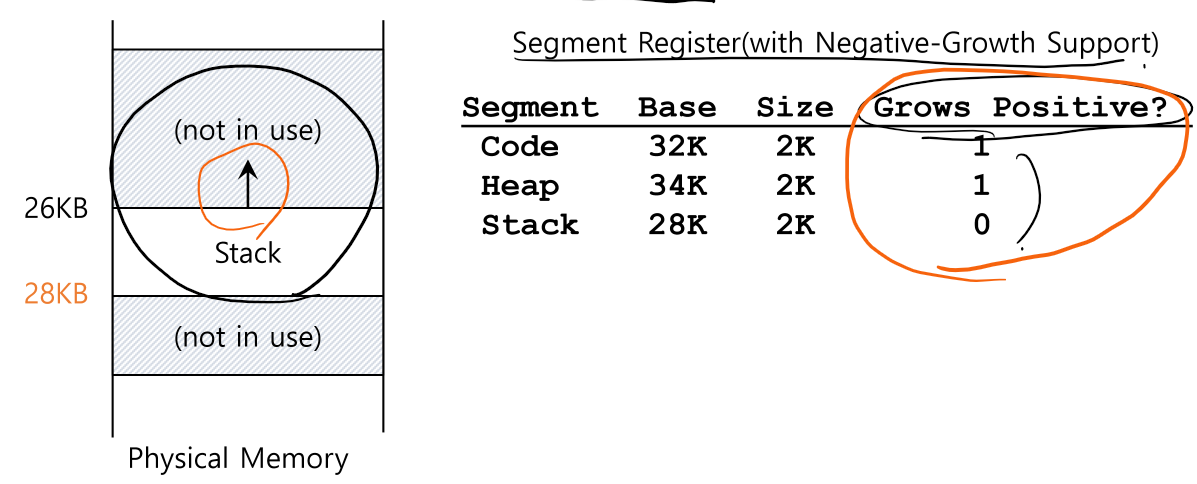 (not in use)
26KB
Stack
28KB
(not in use)
Physical Memory
Segment Register(with Negative-Growth Support)
Segment Base Size Grows Positive?
Code 32K 2K 1
Heap 34K 2K 1
Stack 28K 2K 0